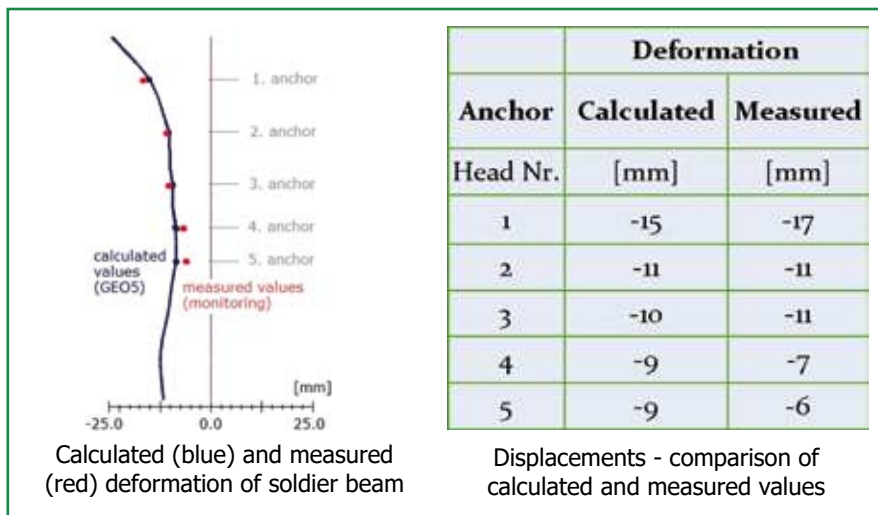 1. anchor
2. anchor
3. anchor
4. anchor
5. anchor
calculated
values
(GEO5)
measured values
(monitoring)
[mm]
-25.0 0.0 25.0
Calculated (blue) and measured
(red) deformation of soldier beam
Deformation
Anchor Calculated Measured
Head Nr. [mm] [mm]
1 -15 -17
2 -11 -11
3 -10 -11
4 -9 -7
5 -9 -6
Displacements - comparison of
calculated and measured values